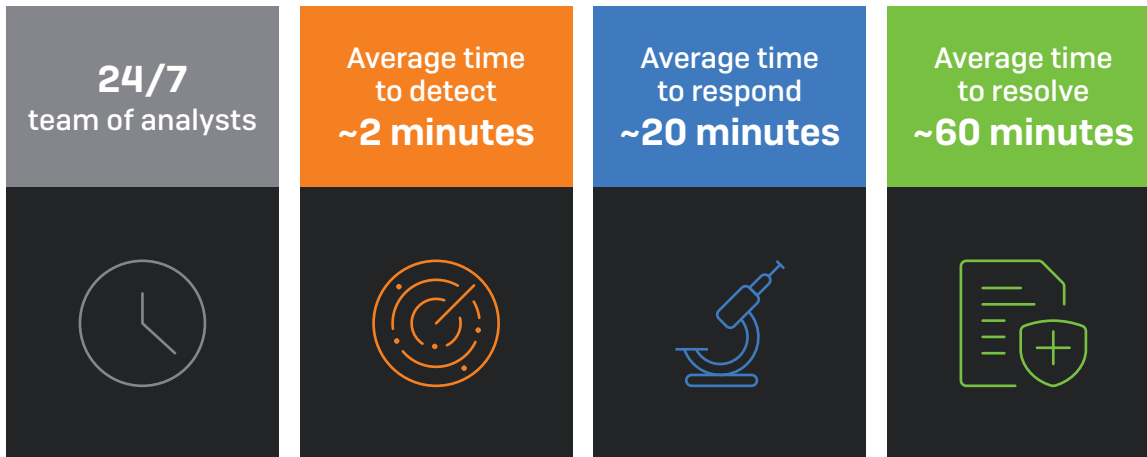 24/7
team of analysts
Average time
to detect
~2 minutes
Average time
to respond
~20 minutes
Average time
to resolve
~60 minutes